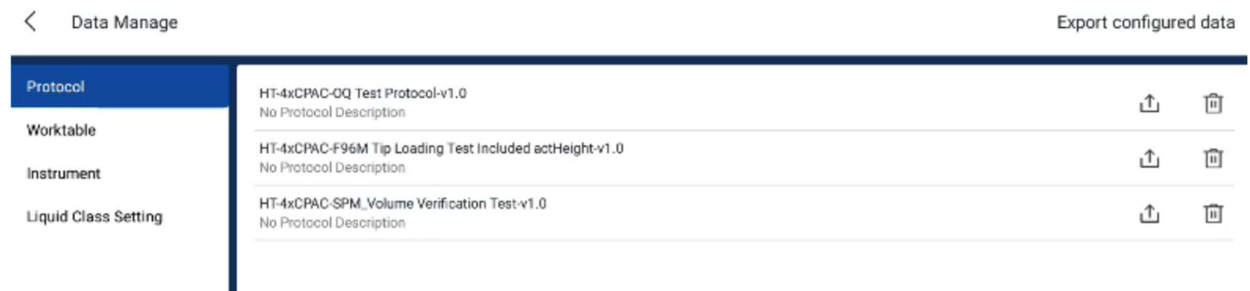 Data Manage
Export configured data
Protocol
Worktable
Instrument
Liquid Class Setting
HT-4xCPAC-OQ Test Protocol-v1.0
No Protocol Description
HT-4xCPAC-F96M Tip Loading Test Included actHeight-v1.0
No Protocol Description
HT-4xCPAC-SPM_Volume Verification Test-v1.0
No Protocol Description